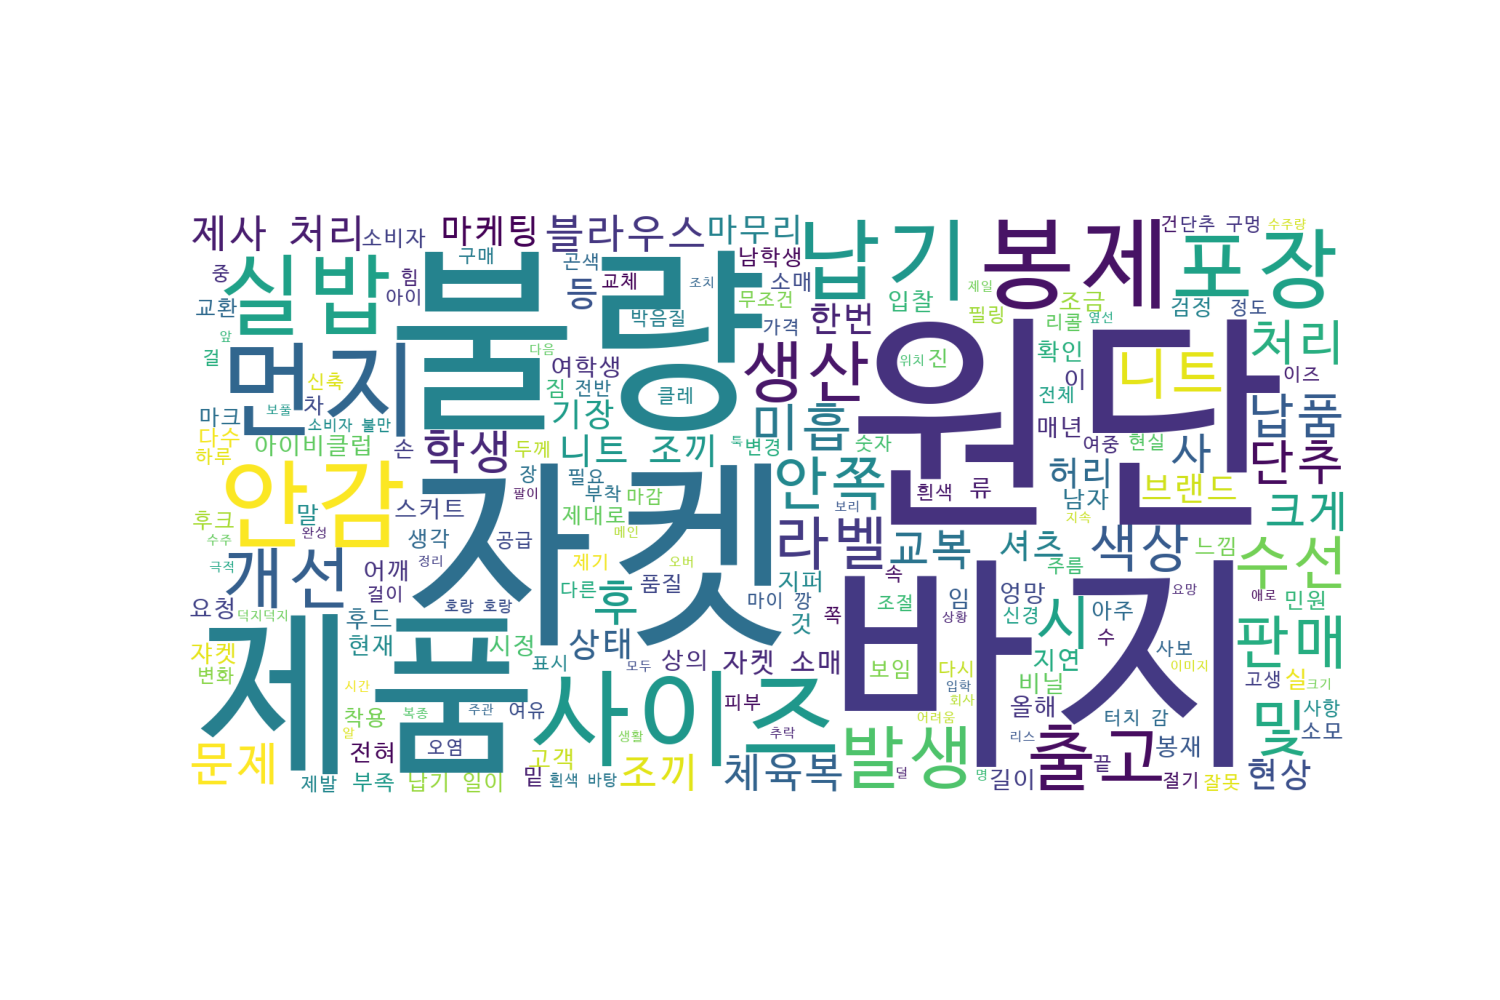 제사 처리
소비자
마케팅
블라우스
마무리
납기
봉제
포장
건단추 구멍
수주량
실밥
불량
중
힘
아이
구매
곤색
교체
조치
남학생
소매
무조건
등
박음질
가격
한번
입찰
제일
필링
조금
리콜
옆선
검정
정도
교환
앞
걸
먼지
신축
보풀
차
마크
소비자 불만
다수
하루
아이비클럽
다음
여학생
짐
전반
클레
기장
생산
원단
위치
진
확인
이
전체
니트
처리
이즈
매년
여중
현실
납품
손
학생
두께
니트 조끼
미흡
숫자
툭
변경
사
단추
안감
장
팔이
필요
부착
마감
안쪽
보리
흰색 류
허리
남자
브랜드
지속
크게
후크
말
완성
수주
스커트
제대로
생각
공급
메인
자켓
라벨
교복
셔츠
색상
느낌
수선
극적
개선
어깨
걸이
정리
제기
오버
다른
후
품질
지퍼
마이 깡
속
조절
주름
요망
애로
민원
요청
덕지덕지
호랑 호랑
후드
현재
시정
상태
것
쪽
임
상황
엉망
신경
시
아주
수
바지
쟈켓
변화
제품
표시
모두
상의
자켓 소매
보임
다시
입학
회사
지연
비닐
사보
이미지
판매
고생
실
크기
시간
착용
알
복종
주관
여유
사이즈
피부
어려움
올해
터치 감
및
사항
소모
문제
전혀
오염
고객
생활
추락
발생
리스
출고
봉재
제발
부족
납기 일이
밑
흰색 바탕
조끼
체육복
덜
명
길이
끝
절기
잘못
현상